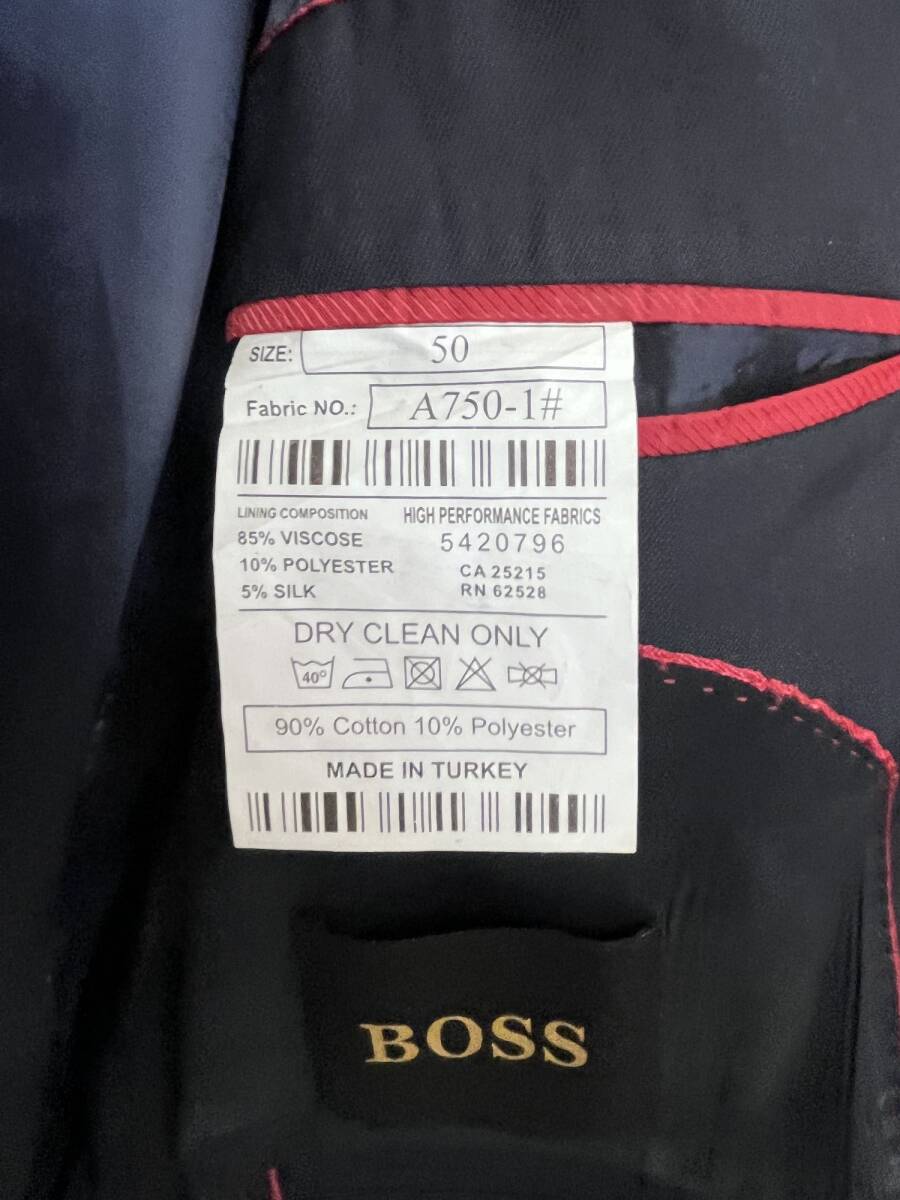 SIZE: 50
Fabric NO.: A750-1#
LINING COMPOSITION
85% VISCOSE
10% POLYESTER
5% SILK
HIGH PERFORMANCE FABRICS
5420796
CA 25215
RN 62528
DRY CLEAN ONLY
40°
90% Cotton 10% Polyester
MADE IN TURKEY
BOSS